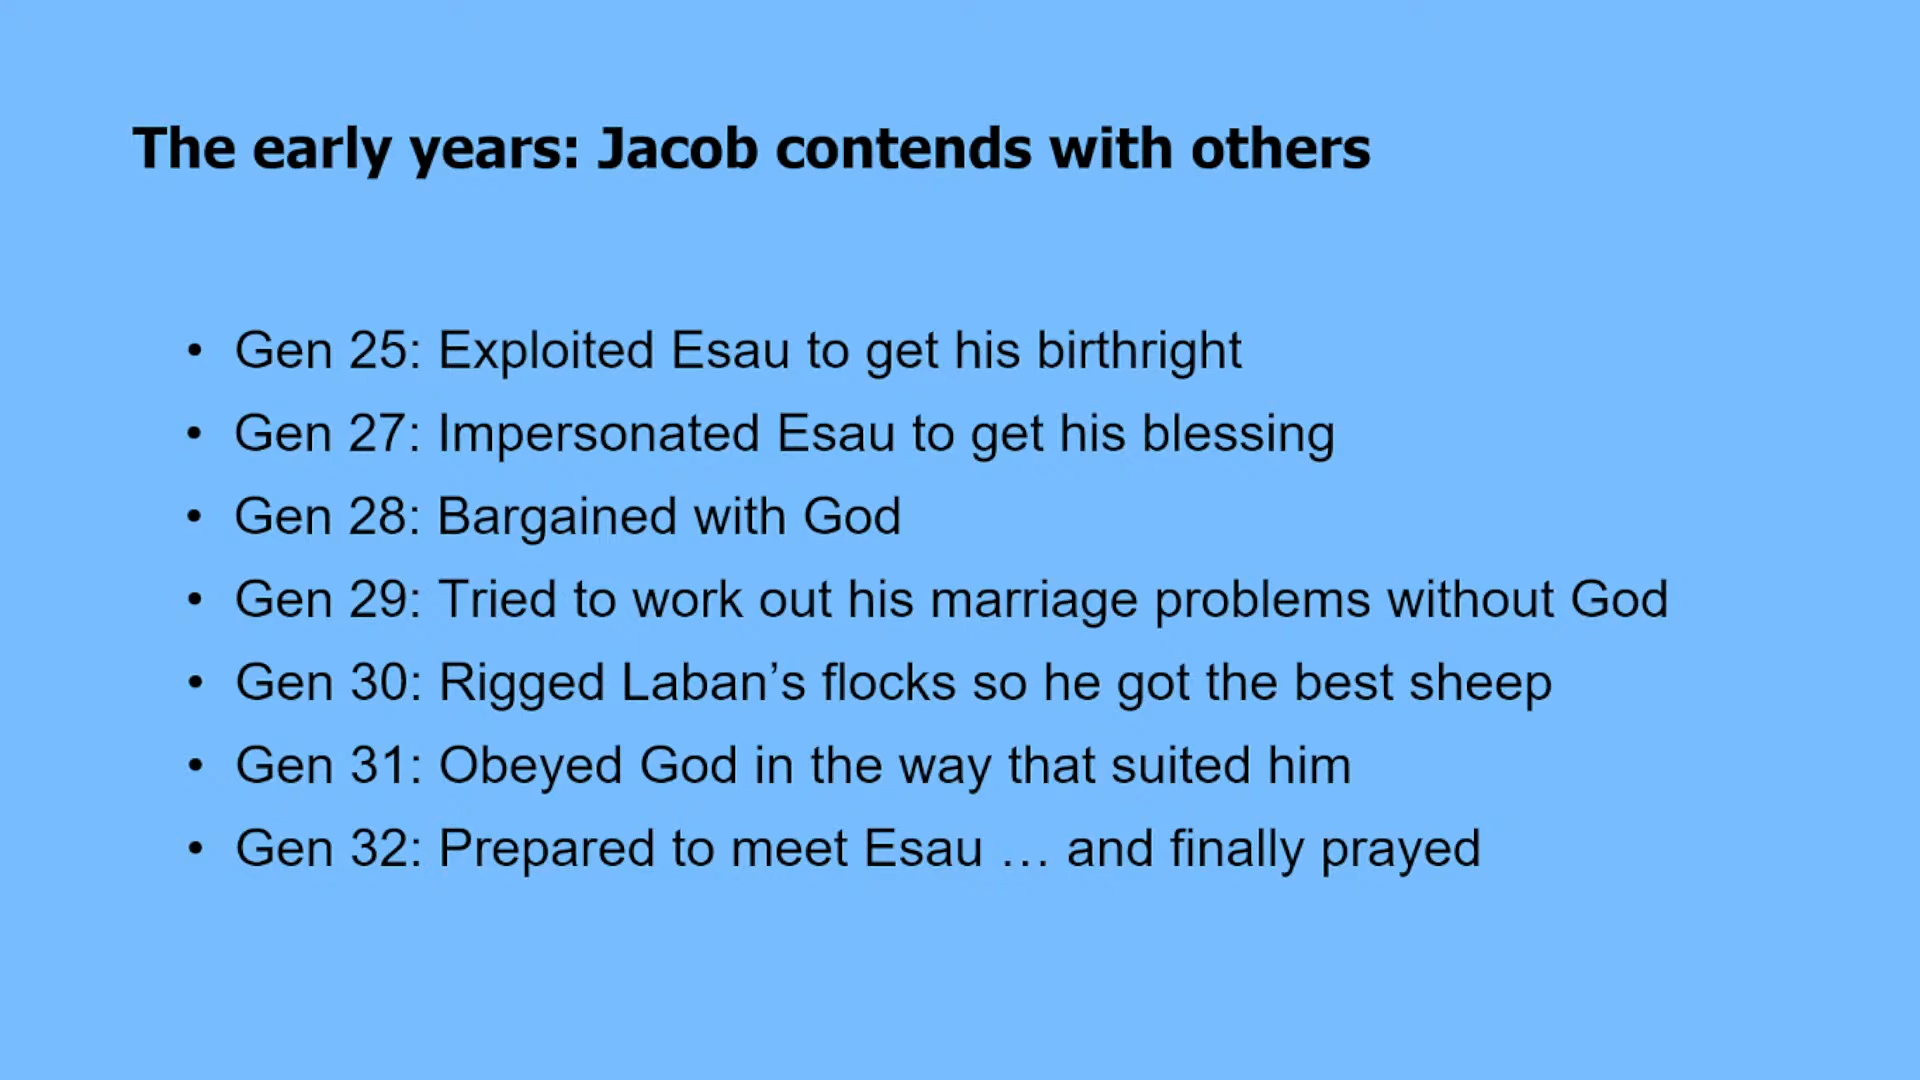 The early years: Jacob contends with others
• Gen 25: Exploited Esau to get his birthright
• Gen 27: Impersonated Esau to get his blessing
• Gen 28: Bargained with God
• Gen 29: Tried to work out his marriage problems without God
• Gen 30: Rigged Laban’s flocks so he got the best sheep
• Gen 31: Obeyed God in the way that suited him
• Gen 32: Prepared to meet Esau … and finally prayed